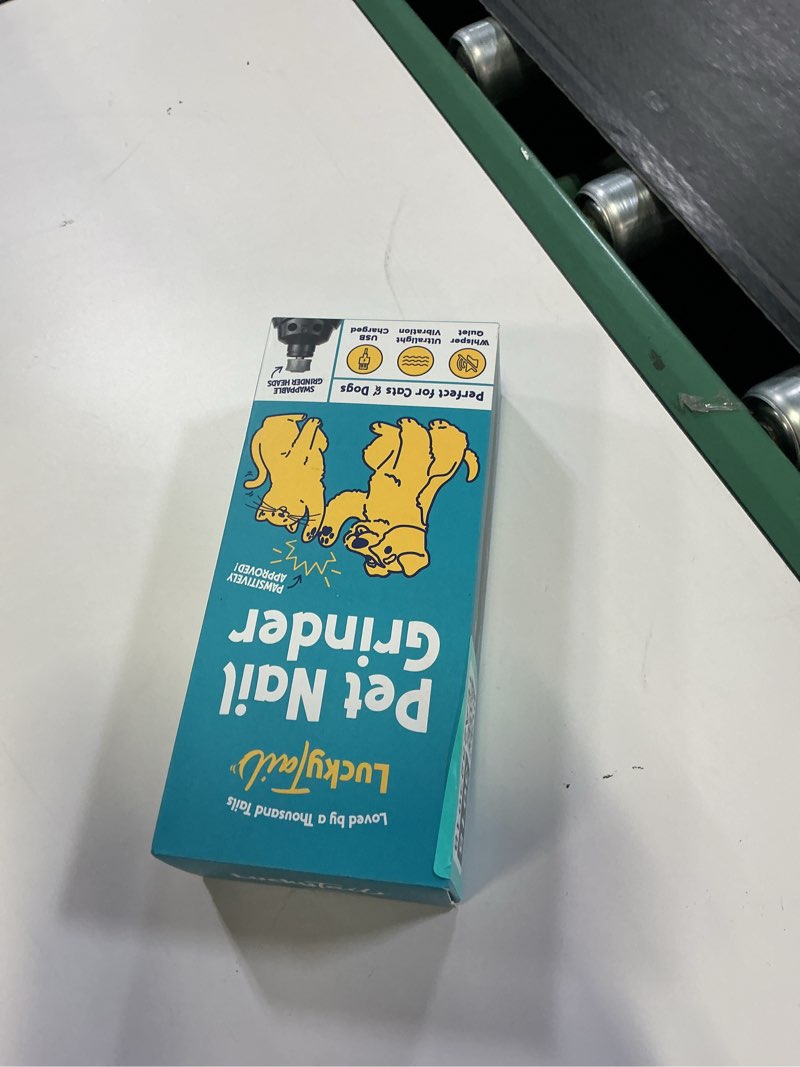 Loved by a Thousand Tails
LuckyTail™
Pet Nail
Grinder
PAWSITIVELY
APPROVED!
Perfect for Cats & Dogs
Whisper
Quiet
Ultralight
Vibration
USB
Charged
SWAPPABLE
GRINDER HEADS
LuckyTail